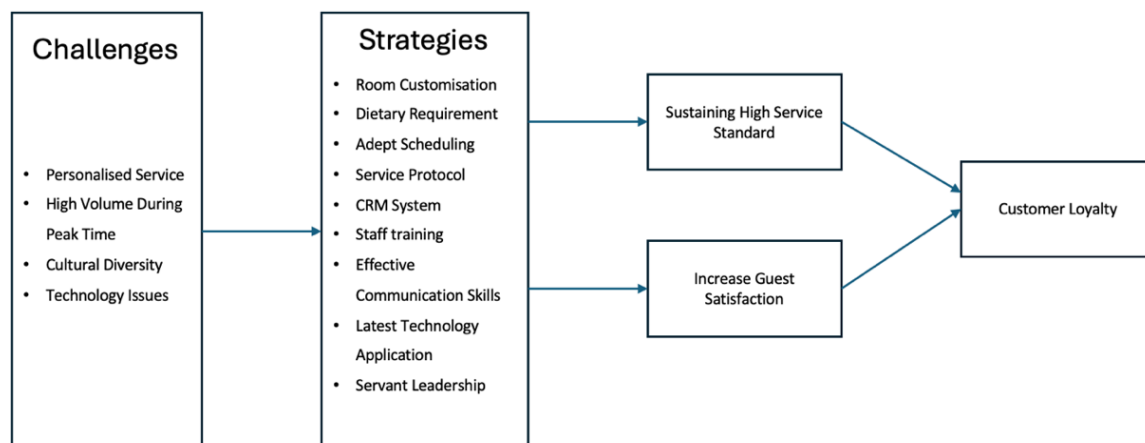 Challenges
• Personalised Service
• High Volume During
Peak Time
• Cultural Diversity
• Technology Issues
Strategies
• Room Customisation
• Dietary Requirement
• Adept Scheduling
• Service Protocol
• CRM System
• Staff training
• Effective
Communication Skills
• Latest Technology
Application
• Servant Leadership
Sustaining High Service
Standard
Increase Guest
Satisfaction
Customer Loyalty